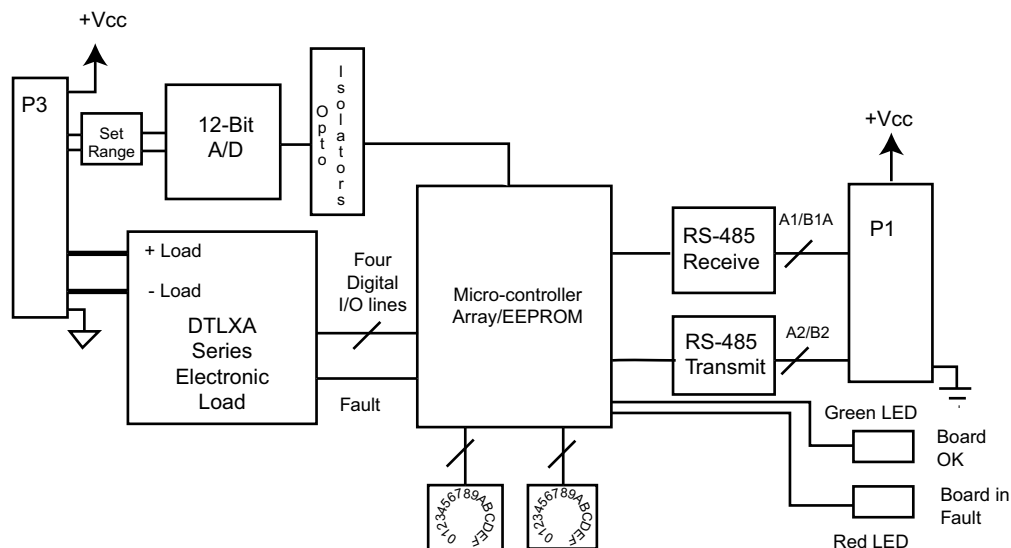 +Vcc
P3
Set
Range
12-Bit
A/D
Opto
Isolators
+ Load
- Load
DTLXA
Series
Electronic
Load
Four
Digital
I/O lines
Fault
Micro-controller
Array/EEPROM
RS-485
Receive
A1/B1A
RS-485
Transmit
A2/B2
+Vcc
P1
Green LED
Board
OK
Board in
Fault
Red LED
0123456789ABCDEF
0123456789ABCDEF